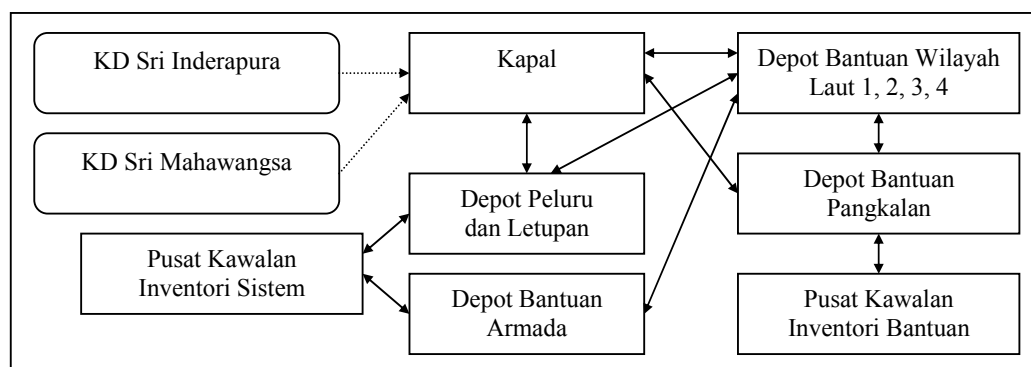 KD Sri Inderapura
Kapal
Depot Bantuan Wilayah
Laut 1, 2, 3, 4
KD Sri Mahawangsa
Depot Peluru
dan Letupan
Depot Bantuan
Pangkalan
Pusat Kawalan
Inventori Sistem
Depot Bantuan
Armada
Pusat Kawalan
Inventori Bantuan